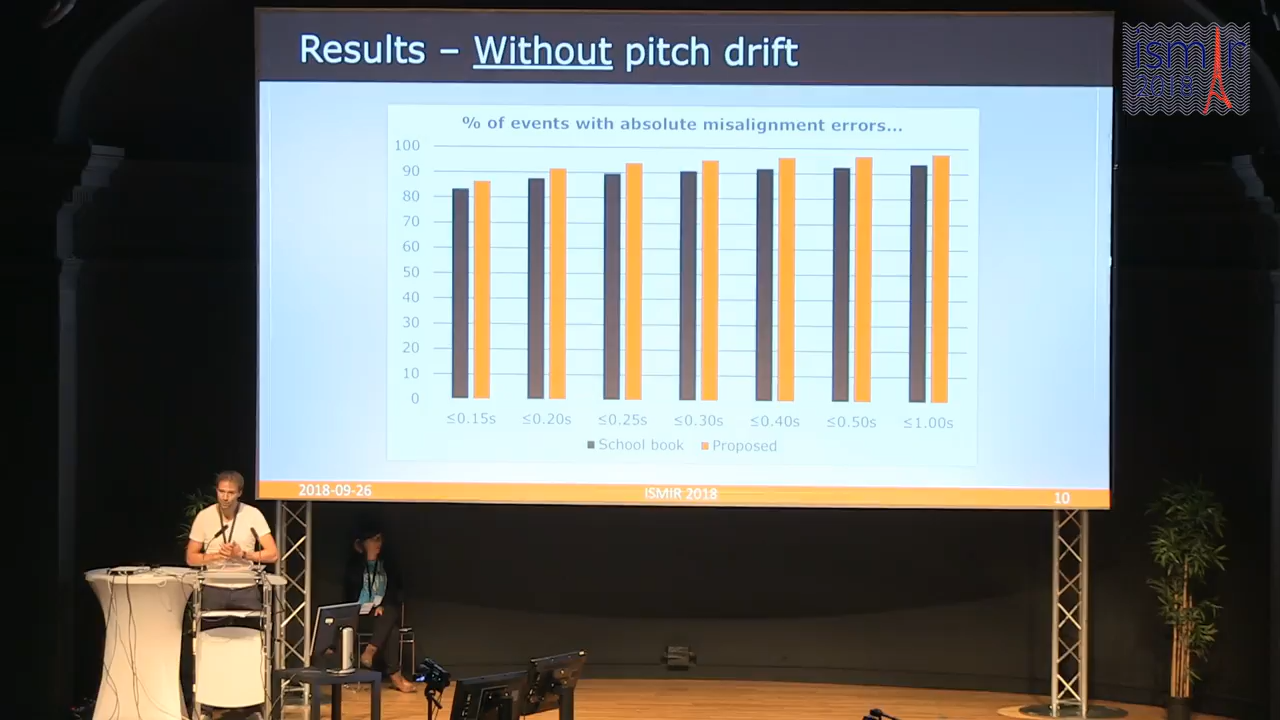 Results – Without pitch drift
ismir
2018
% of events with absolute misalignment errors...
100
90
80
70
60
50
40
30
20
10
0
≤0.15s ≤0.20s ≤0.25s ≤0.30s ≤0.40s ≤0.50s ≤1.00s
School book Proposed
2018-09-26 ISMIR 2018 10